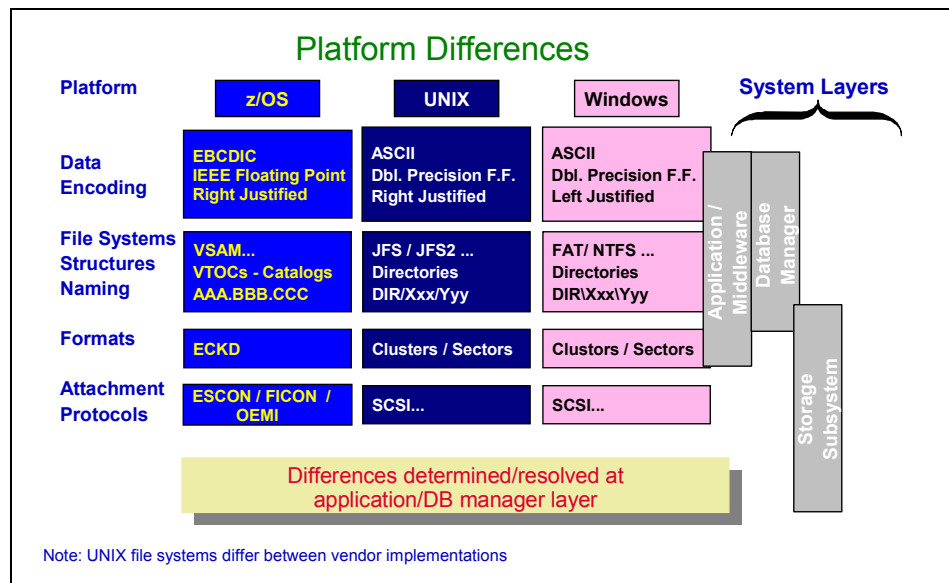 Platform Differences
Platform
z/OS
UNIX
Windows
System Layers
Data
Encoding
EBCDIC
IEEE Floating Point
Right Justified
ASCII
Dbl. Precision F.F.
Right Justified
ASCII
Dbl. Precision F.F.
Left Justified
File Systems
Structures
Naming
VSAM...
VTOCs - Catalogs
AAA.BBB.CCC
JFS / JFS2 ...
Directories
DIR/Xxx/Yyy
FAT/ NTFS ...
Directories
DIR\Xxx\Yyy
Formats
ECKD
Clusters / Sectors
Clustors / Sectors
Attachment
Protocols
ESCON / FICON /
OEMI
SCSI...
SCSI...
Application /
Middleware
Database
Manager
Storage
Subsystem
Differences determined/resolved at
application/DB manager layer
Note: UNIX file systems differ between vendor implementations